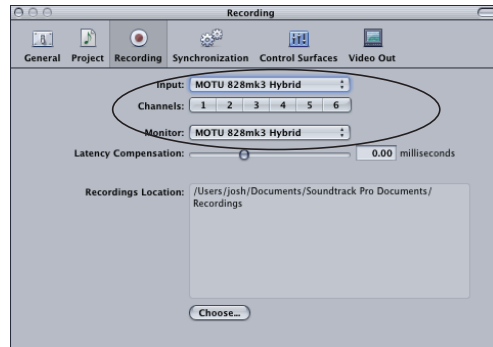 Recording
General Project Recording Synchronization Control Surfaces Video Out
Input: MOTU 828mk3 Hybrid
Channels: 1 2 3 4 5 6
Monitor: MOTU 828mk3 Hybrid
Latency Compensation: 0.00 milliseconds
Recordings Location: /Users/josh/Documents/Soundtrack Pro Documents/
Recordings
Choose...